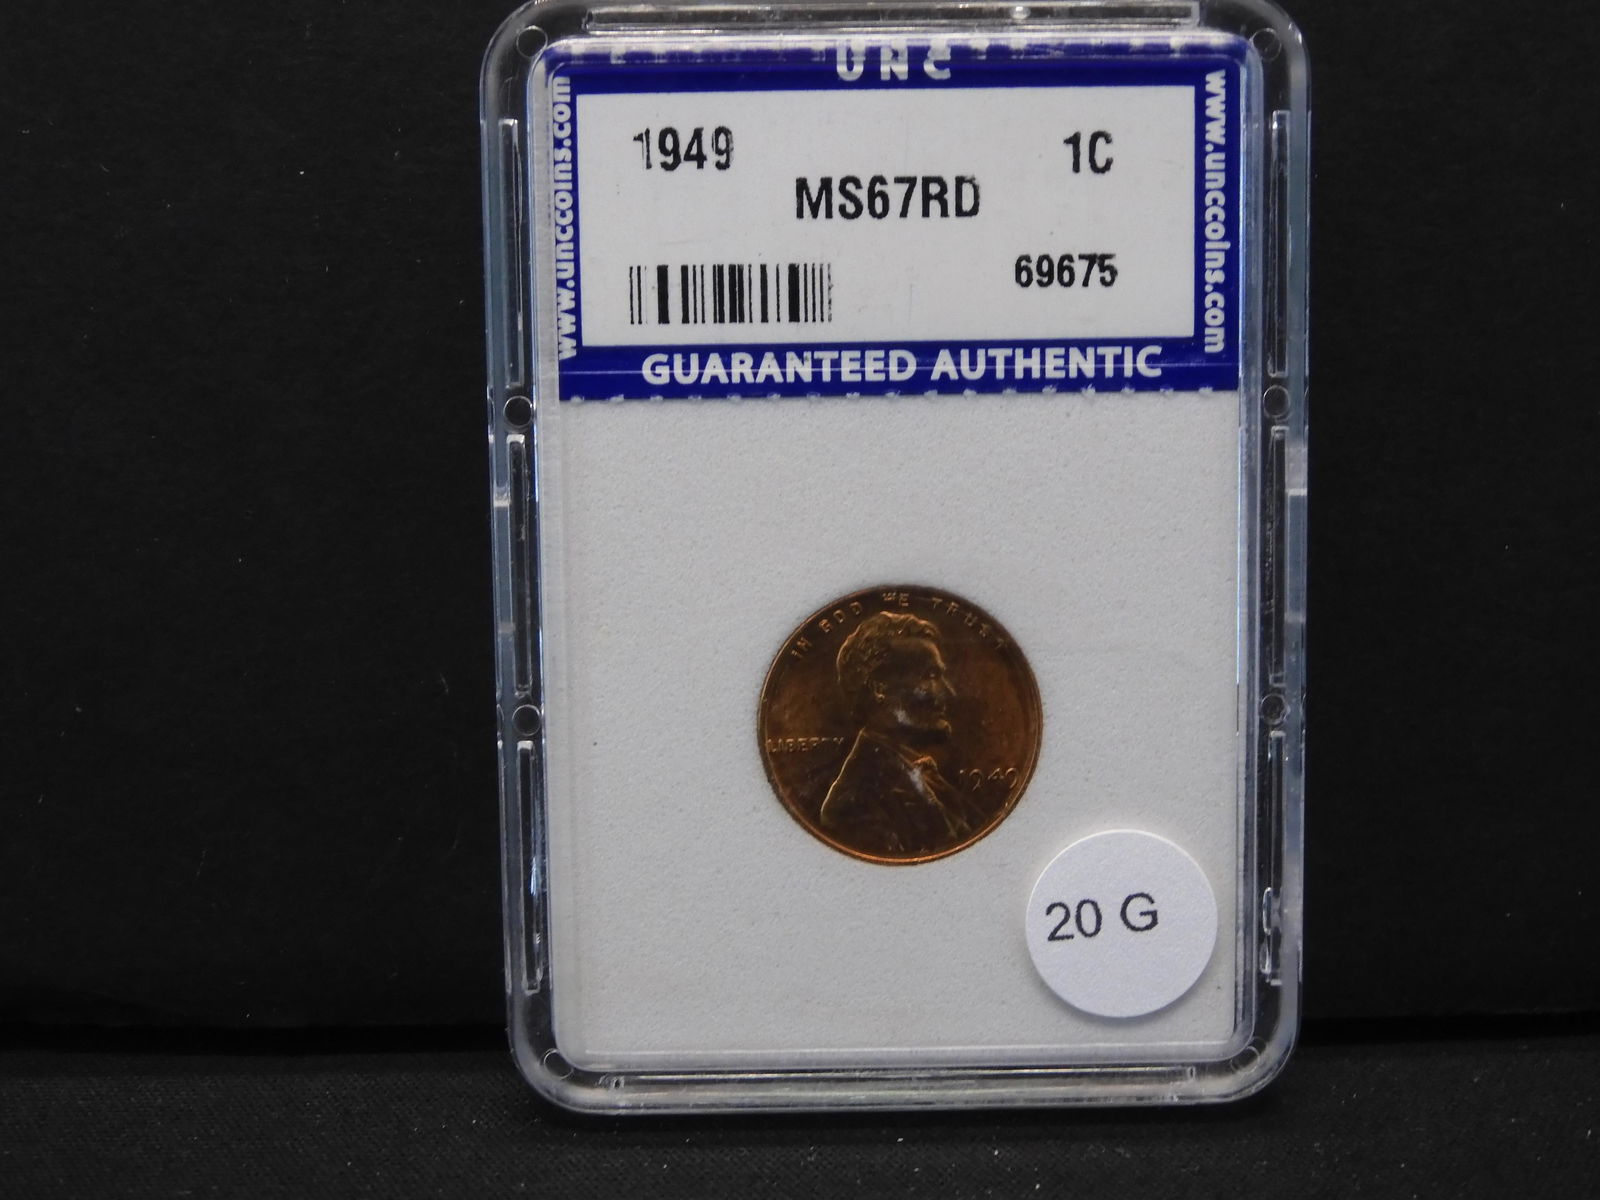 UNC
www.unccoins.com
www.unccoins.com
1949 1C
MS67RD
69675
GUARANTEED AUTHENTIC
IN GOD WE TRUST
LIBERTY
1949
20 G